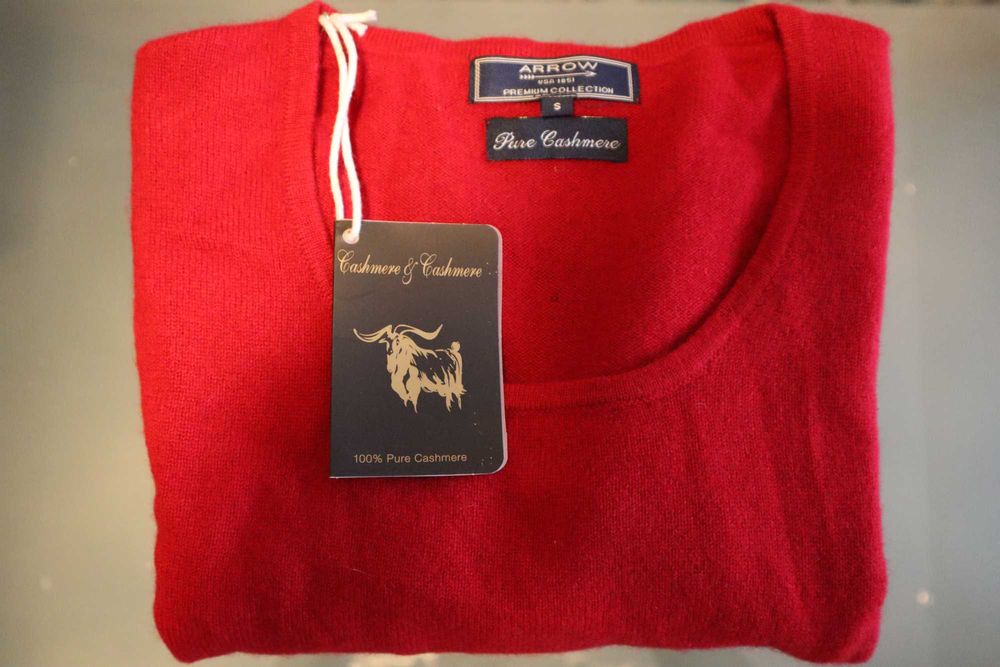 ARROW
USA 1851
PREMIUM COLLECTION
S
Pure Cashmere
Cashmere & Cashmere
100% Pure Cashmere